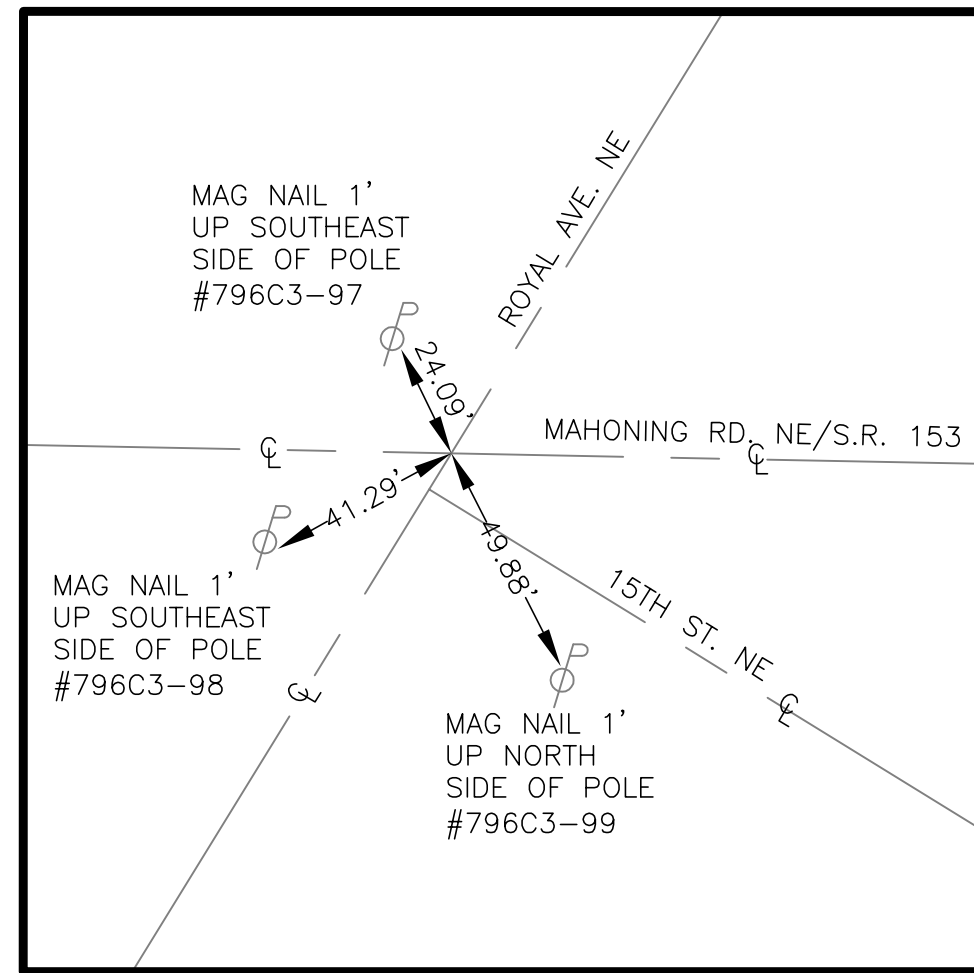 ROYAL AVE. NE
MAG NAIL 1'
UP SOUTHEAST
SIDE OF POLE
#796C3-97
24.09'
MAHONING RD. NE/S.R. 153
℄
℄
41.29'
49.88'
MAG NAIL 1'
UP SOUTHEAST
SIDE OF POLE
#796C3-98
15TH ST. NE
℄
℄
MAG NAIL 1'
UP NORTH
SIDE OF POLE
#796C3-99